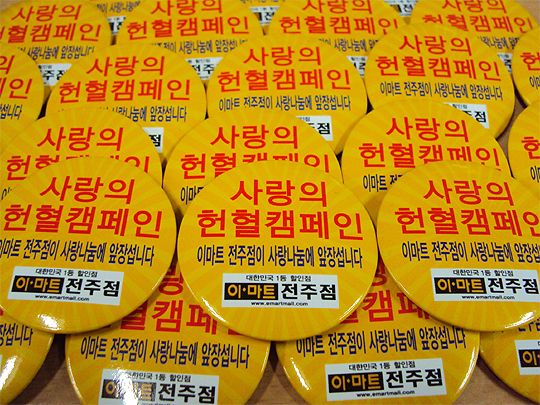 사랑의
헌혈캠페인
이마트 전주점이 사랑나눔에 앞장섭니다
대한민국 1등 할인점
이·마트 전주점
www.emartmall.com